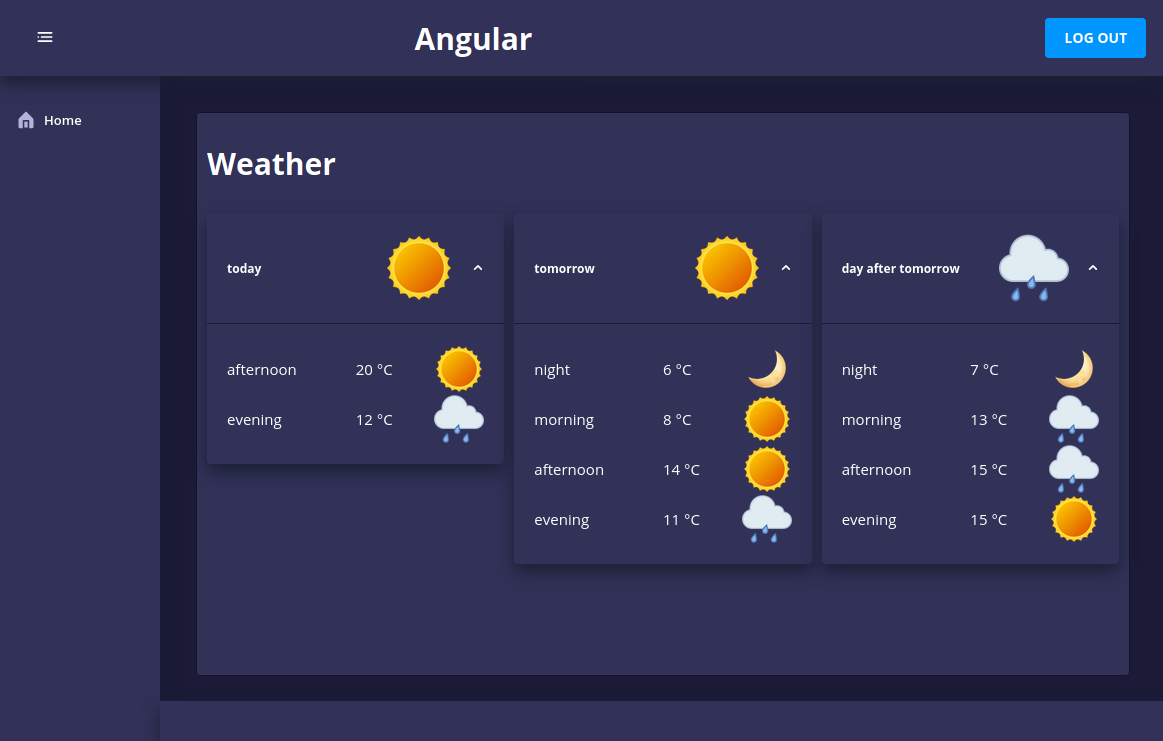 Angular
LOG OUT
Home
Weather
today
afternoon 20 °C
evening 12 °C
tomorrow
night 6 °C
morning 8 °C
afternoon 14 °C
evening 11 °C
day after tomorrow
night 7 °C
morning 13 °C
afternoon 15 °C
evening 15 °C